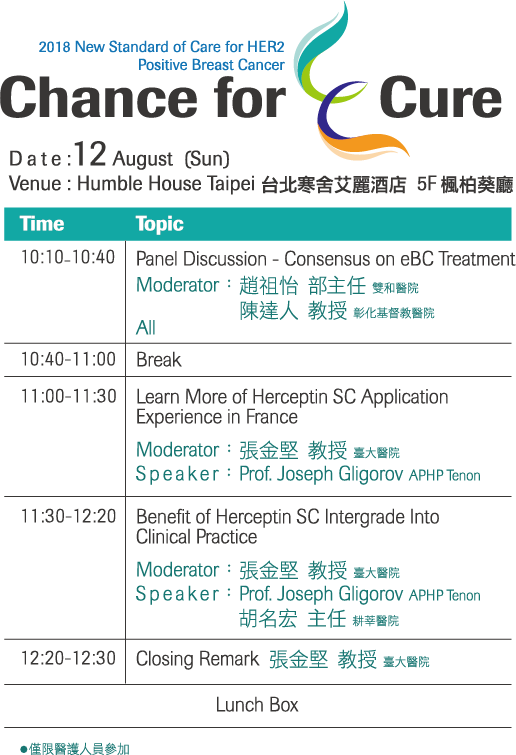 2018 New Standard of Care for HER2
Positive Breast Cancer
Chance for Cure
Date:12 August (Sun)
Venue : Humble House Taipei 台北寒舍艾麗酒店 5F 楓柏葵廳
Time Topic
10:10-10:40 Panel Discussion - Consensus on eBC Treatment
Moderator：趙祖怡 部主任 雙和醫院
陳達人 教授 彰化基督教醫院
All
10:40-11:00 Break
11:00-11:30 Learn More of Herceptin SC Application
Experience in France
Moderator：張金堅 教授 臺大醫院
Speaker：Prof. Joseph Gligorov APHP Tenon
11:30-12:20 Benefit of Herceptin SC Intergrade Into
Clinical Practice
Moderator：張金堅 教授 臺大醫院
Speaker：Prof. Joseph Gligorov APHP Tenon
胡名宏 主任 耕莘醫院
12:20-12:30 Closing Remark 張金堅 教授 臺大醫院
Lunch Box
●僅限醫護人員參加